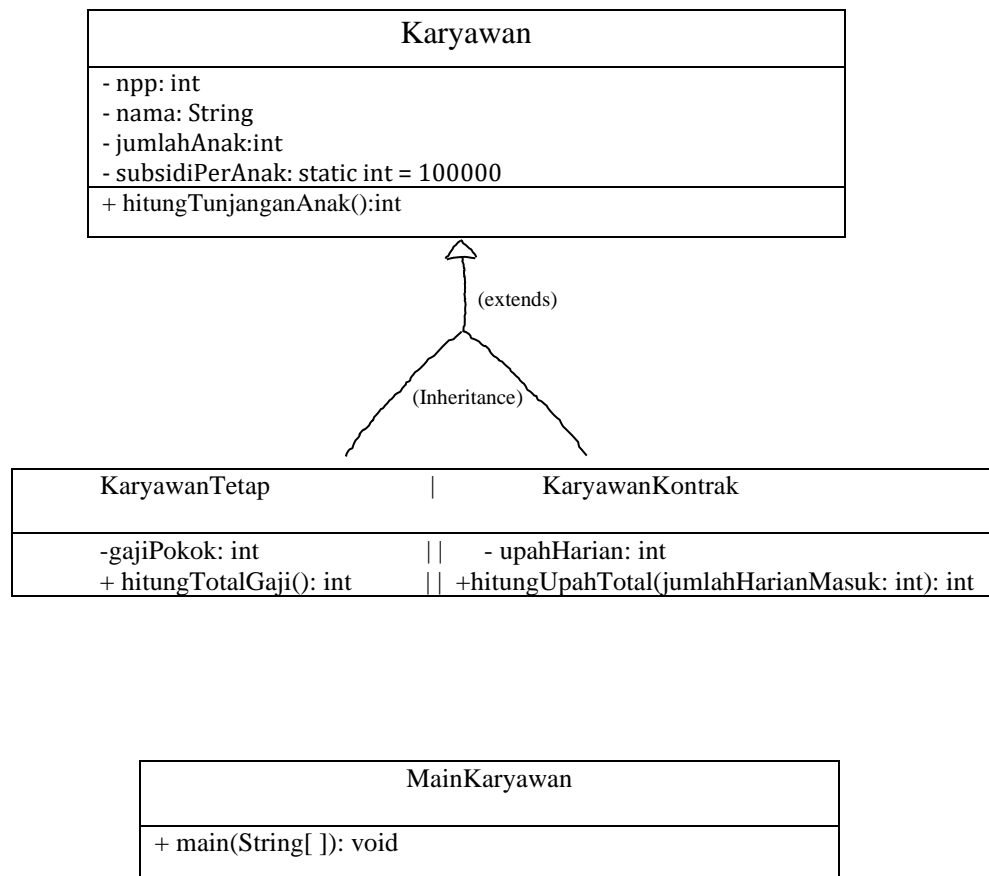 Karyawan
- npp: int
- nama: String
- jumlahAnak:int
- subsidiPerAnak: static int = 100000
+ hitungTunjanganAnak():int
(extends)
(Inheritance)
KaryawanTetap | KaryawanKontrak
-gajiPokok: int || - upahHarian: int
+ hitungTotalGaji(): int || +hitungUpahTotal(jumlahHarianMasuk: int): int
MainKaryawan
+ main(String[ ]): void